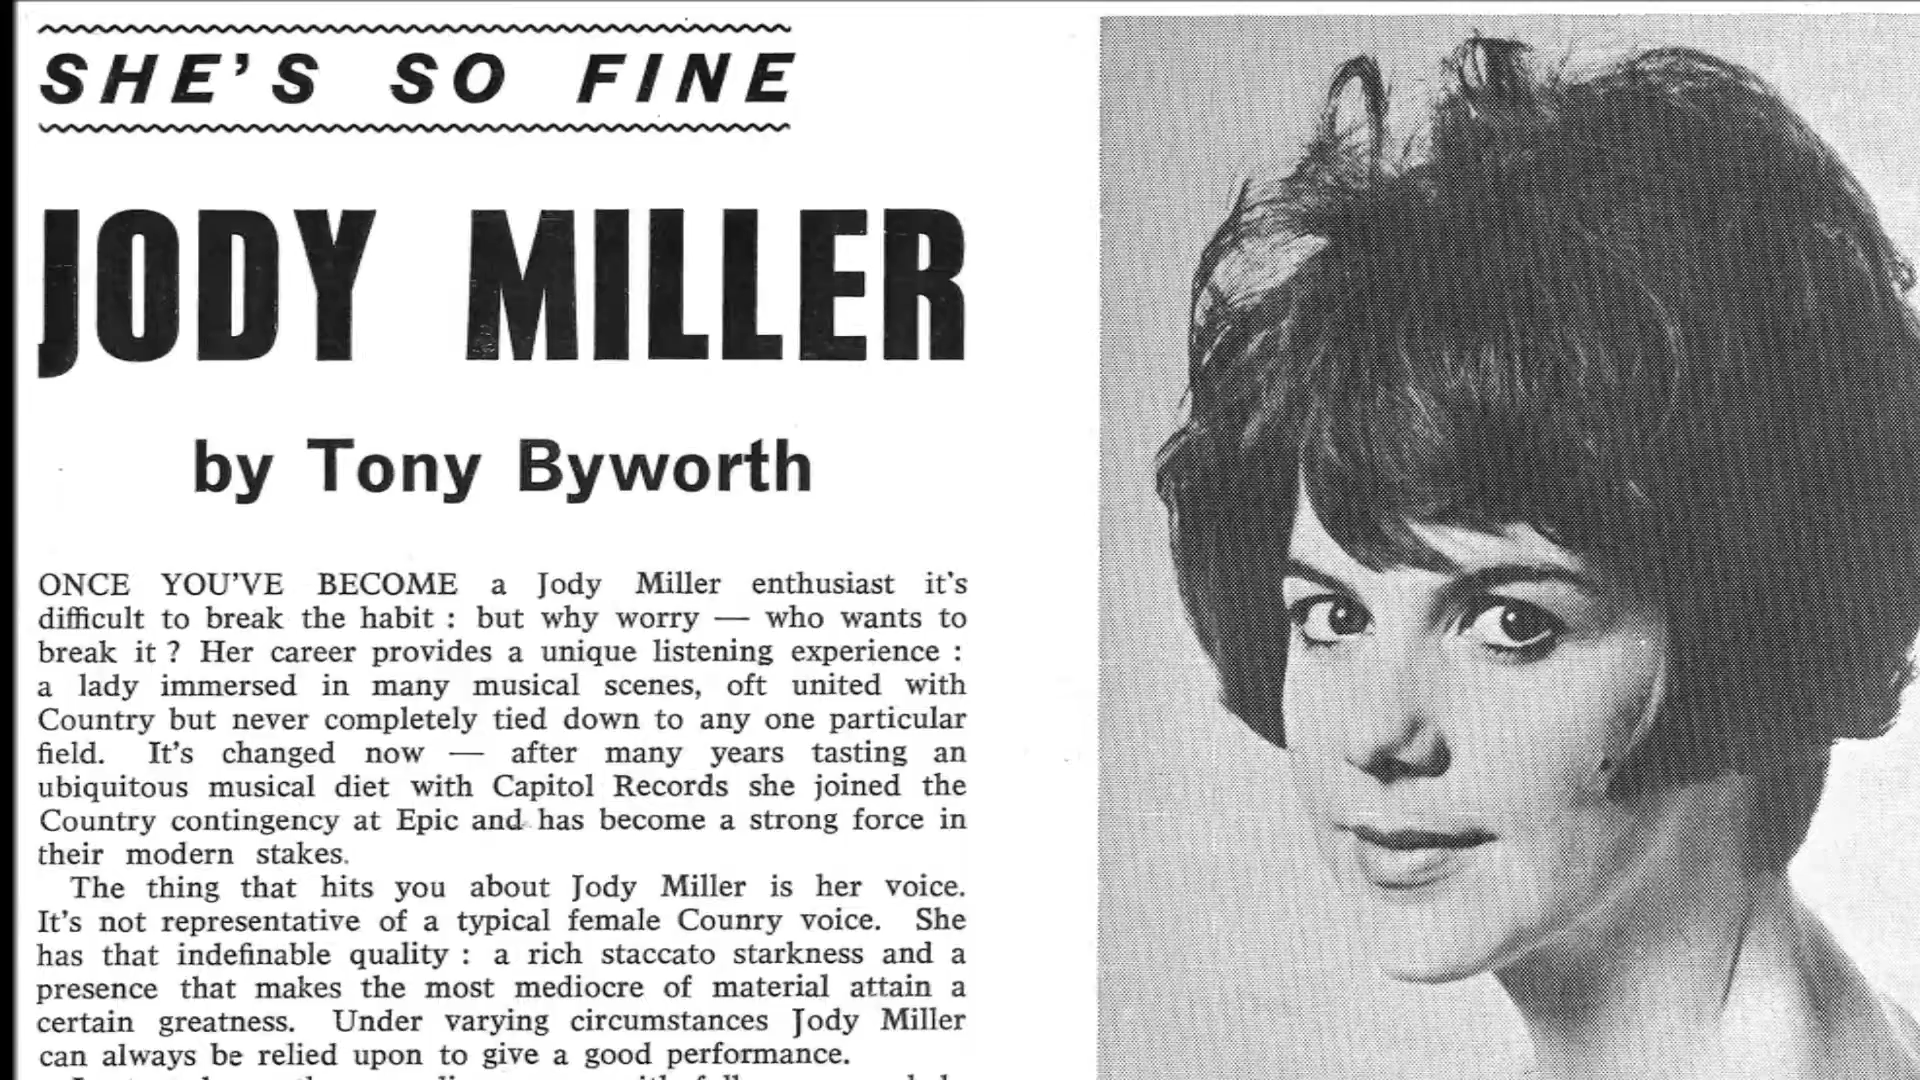 SHE'S SO FINE
JODY MILLER
by Tony Byworth
ONCE YOU'VE BECOME a Jody Miller enthusiast it's
difficult to break the habit : but why worry — who wants to
break it ? Her career provides a unique listening experience :
a lady immersed in many musical scenes, oft united with
Country but never completely tied down to any one particular
field. It's changed now — after many years tasting an
ubiquitous musical diet with Capitol Records she joined the
Country contingency at Epic and has become a strong force in
their modern stakes.
The thing that hits you about Jody Miller is her voice.
It's not representative of a typical female Counry voice. She
has that indefinable quality : a rich staccato starkness and a
presence that makes the most mediocre of material attain a
certain greatness. Under varying circumstances Jody Miller
can always be relied upon to give a good performance.